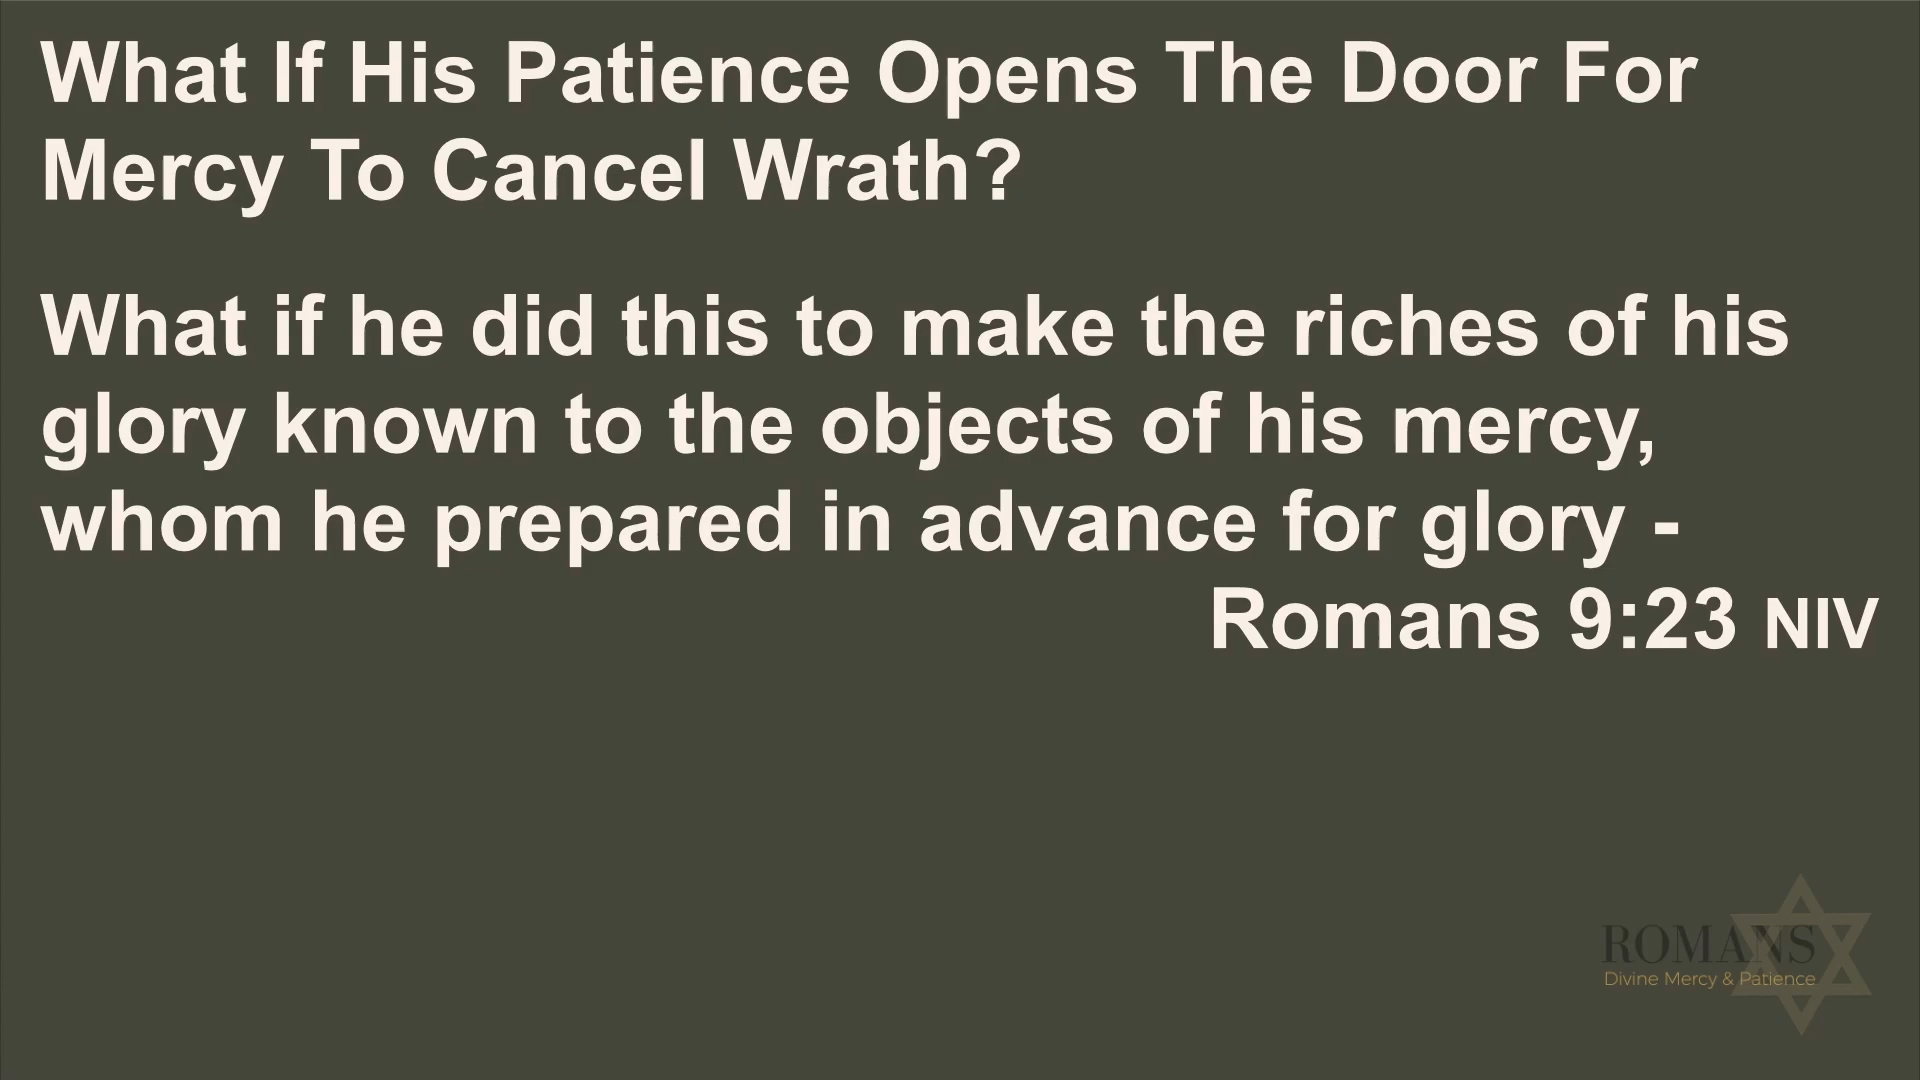 What If His Patience Opens The Door For
Mercy To Cancel Wrath?
What if he did this to make the riches of his
glory known to the objects of his mercy,
whom he prepared in advance for glory -
Romans 9:23 NIV
ROMANS
Divine Mercy & Patience